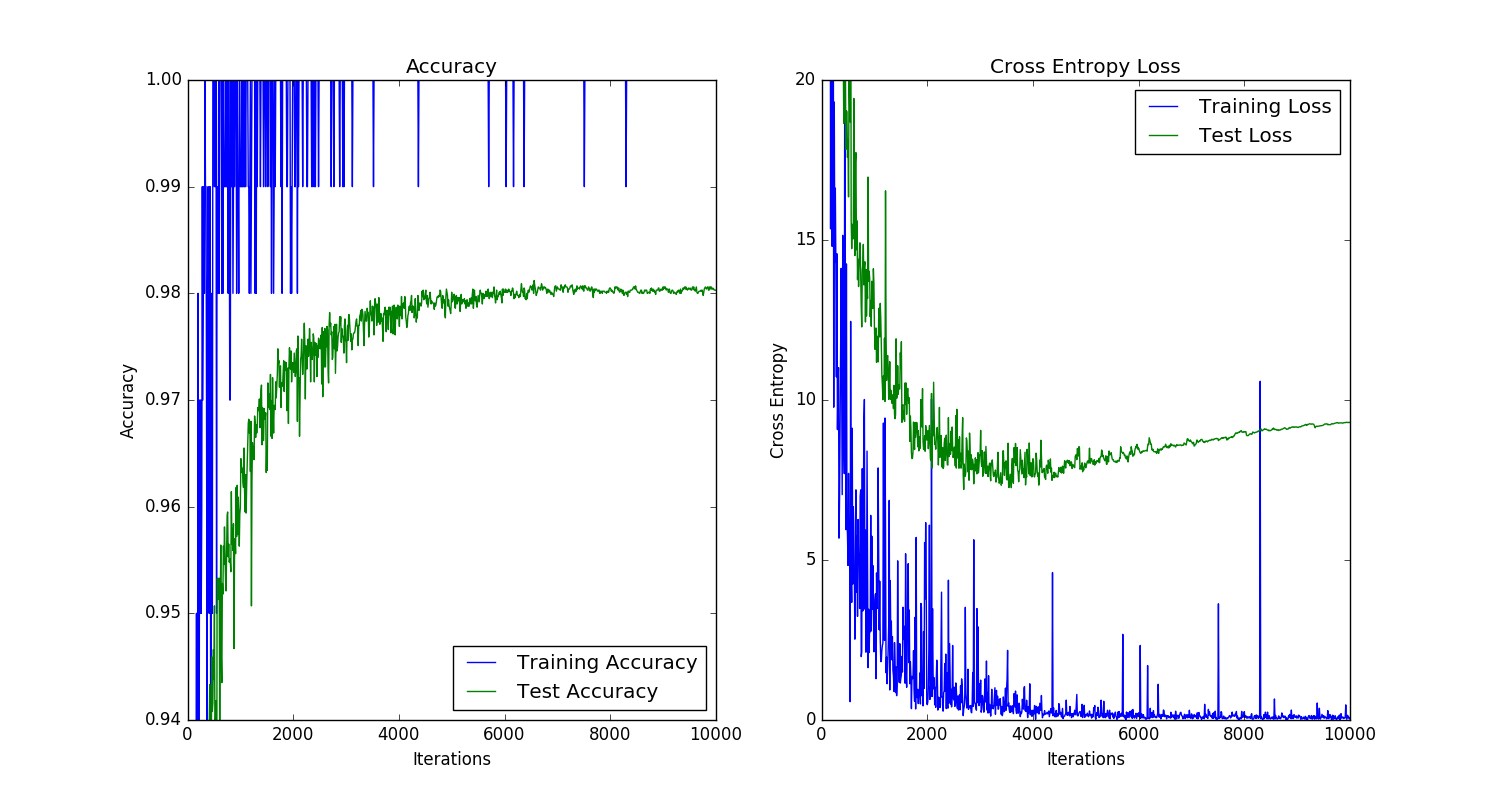 Accuracy
1.00
0.99
0.98
0.97
0.96
0.95
0.94
Accuracy
Training Accuracy
Test Accuracy
0 2000 4000 6000 8000 10000
Iterations
Cross Entropy Loss
20
15
10
5
0
Cross Entropy
Training Loss
Test Loss
0 2000 4000 6000 8000 10000
Iterations